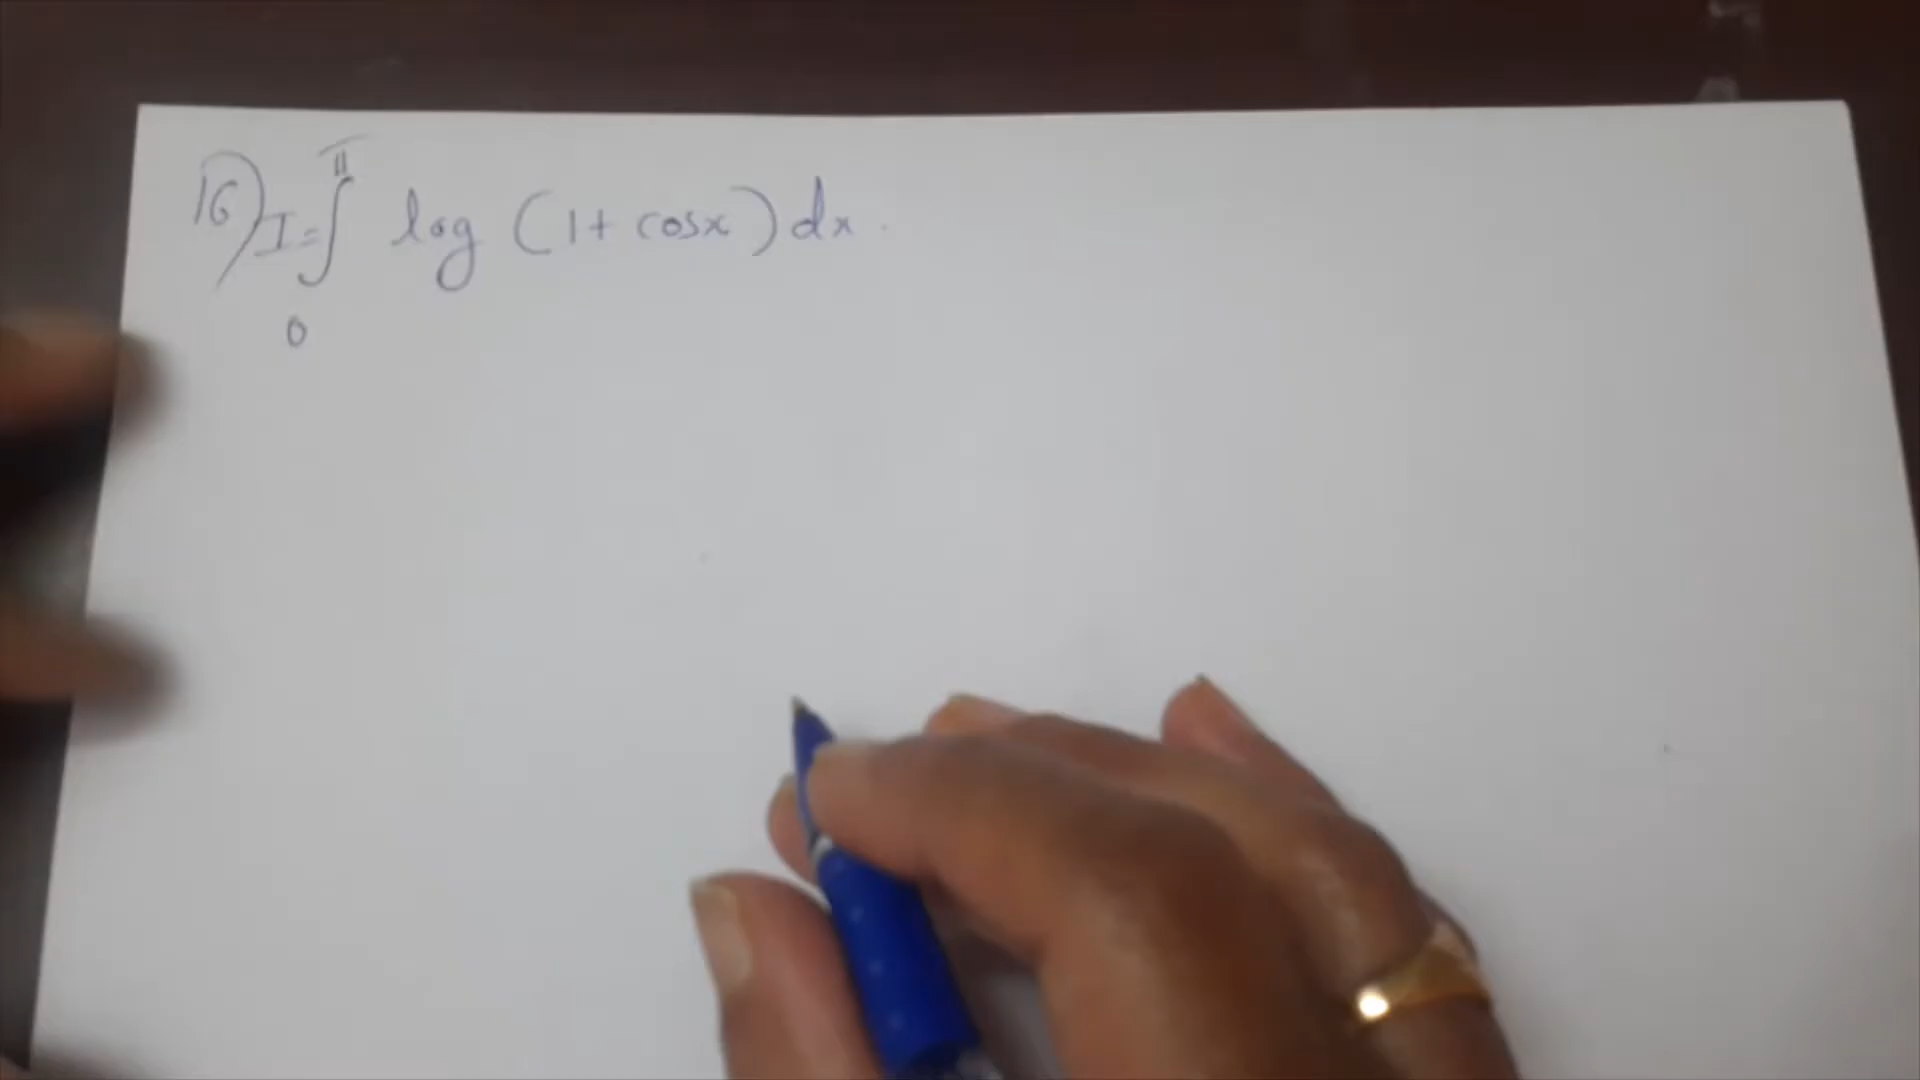 16) I = ∫₀^π log (1 + cosx) dx.